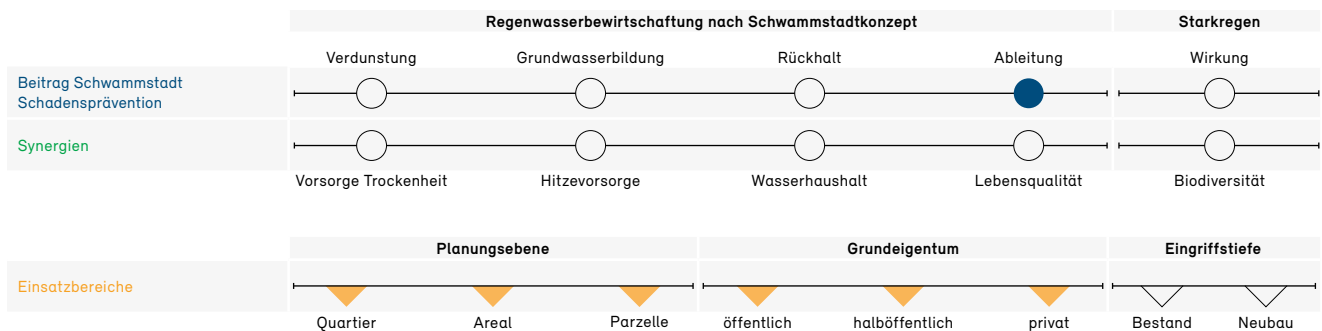 Regenwasserbewirtschaftung nach Schwammstadtkonzept
Starkregen
Verdunstung
Grundwasserbildung
Rückhalt
Ableitung
Wirkung
Beitrag Schwammstadt
Schadensprävention
Synergien
Vorsorge Trockenheit
Hitzevorsorge
Wasserhaushalt
Lebensqualität
Biodiversität
Planungsebene
Grundeigentum
Eingriffstiefe
Einsatzbereiche
Quartier
Areal
Parzelle
öffentlich
halböffentlich
privat
Bestand
Neubau